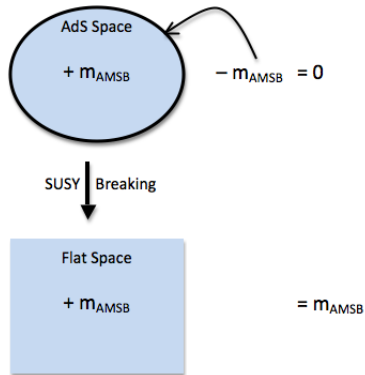 AdS Space
+ mAMSB − mAMSB = 0
SUSY Breaking
Flat Space
+ mAMSB = mAMSB